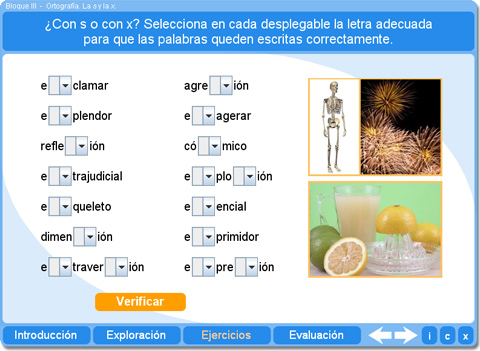 Bloque III - Ortografía. La s y la x.
¿Con s o con x? Selecciona en cada desplegable la letra adecuada
para que las palabras queden escritas correctamente.
e clamar
agre ión
e plendor
e agerar
refle ión
có mico
e trajudicial
e plo ión
e queleto
e encial
dimen ión
e primidor
e traver ión
e pre ión
Verificar
Introducción
Exploración
Ejercicios
Evaluación
i
c
x